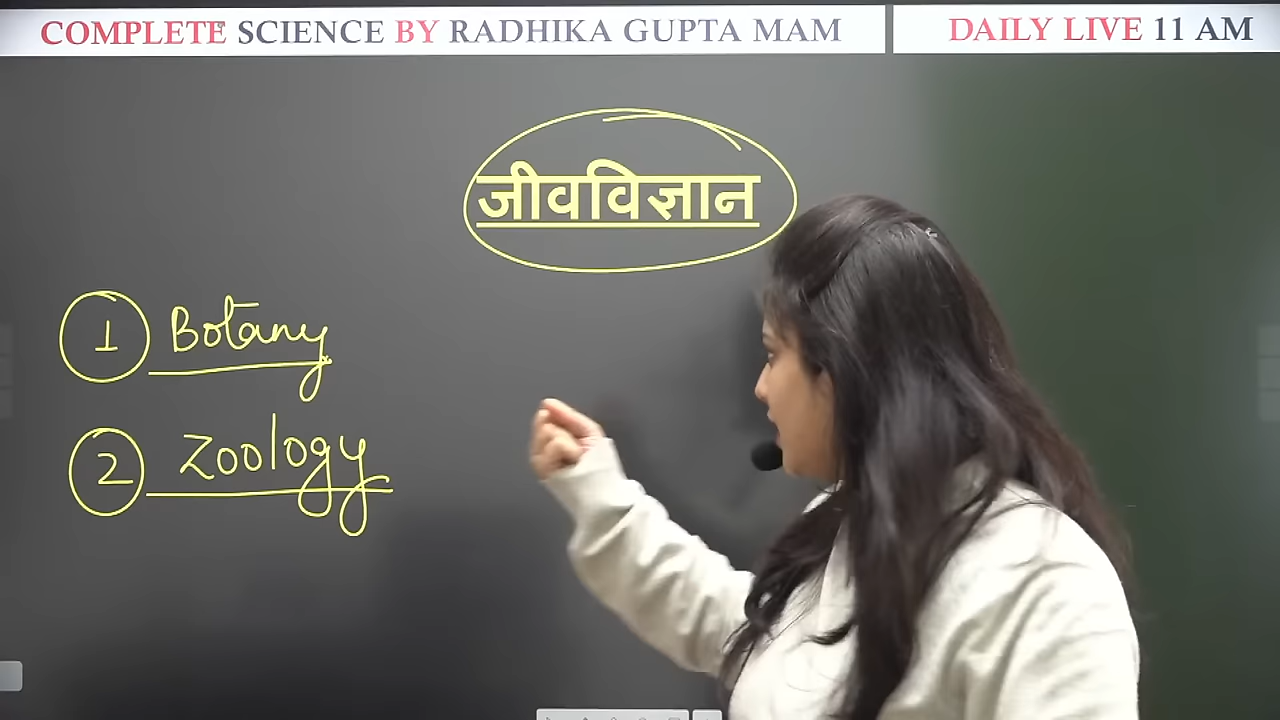 COMPLETE SCIENCE BY RADHIKA GUPTA MAM
DAILY LIVE 11 AM
जीवविज्ञान
1 Botany
2 Zoology